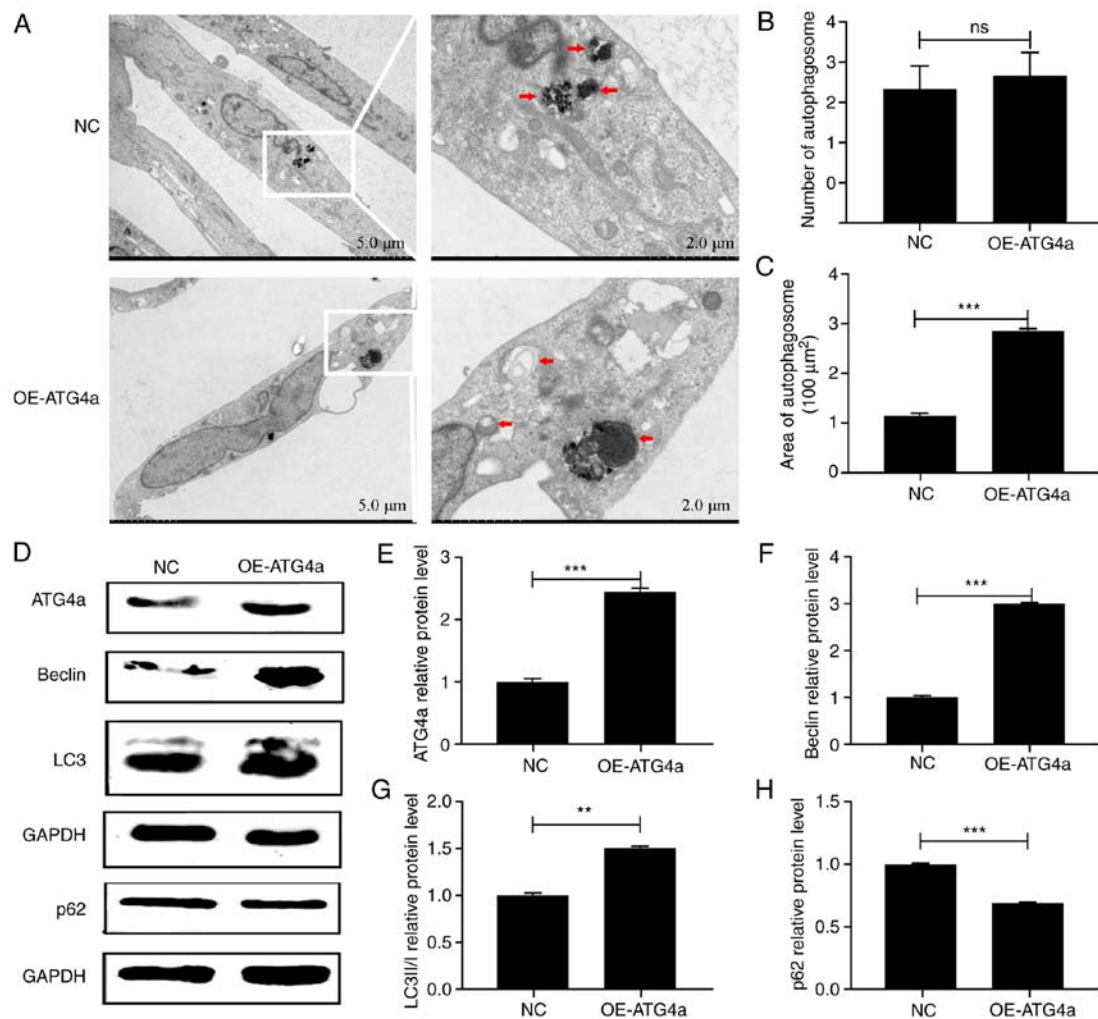 A
NC
5.0 μm
2.0 μm
OE-ATG4a
5.0 μm
2.0 μm
B
Number of autophagosome
4
3
2
1
0
ns
NC
OE-ATG4a
C
Area of autophagosome
(100 μm²)
4
3
2
1
0
***
NC
OE-ATG4a
D
NC
OE-ATG4a
ATG4a
Beclin
LC3
GAPDH
p62
GAPDH
E
ATG4a relative protein level
3
2
1
0
***
NC
OE-ATG4a
F
Beclin relative protein level
4
3
2
1
0
***
NC
OE-ATG4a
G
LC3II/I relative protein level
2.0
1.5
1.0
0.5
0.0
**
NC
OE-ATG4a
H
p62 relative protein level
1.5
1.0
0.5
0.0
***
NC
OE-ATG4a